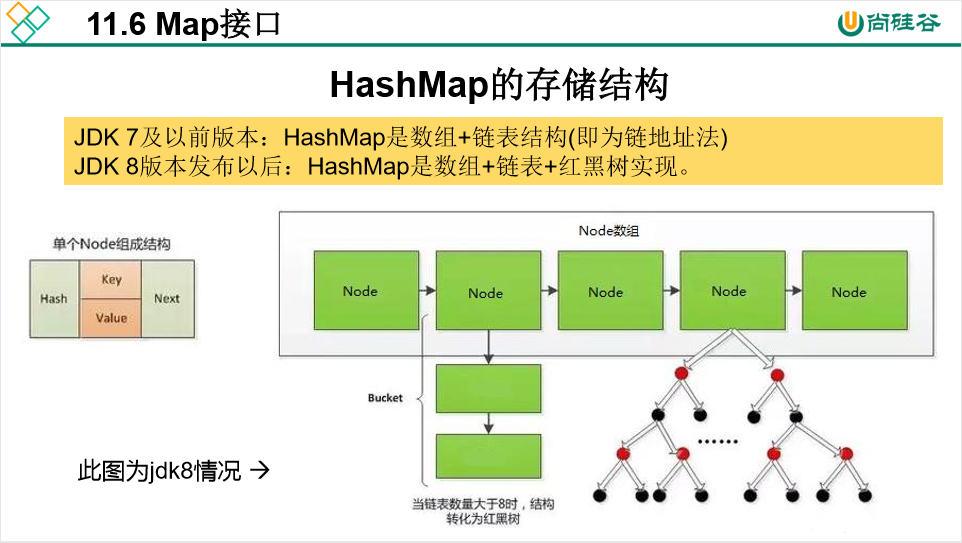 11.6 Map接口
尚硅谷
HashMap的存储结构
JDK 7及以前版本：HashMap是数组+链表结构(即为链地址法)
JDK 8版本发布以后：HashMap是数组+链表+红黑树实现。
单个Node组成结构
Hash
Key
Value
Next
Node数组
Node
Node
Node
Node
Node
Bucket
······
此图为jdk8情况 →
当链表数量大于8时，结构
转化为红黑树